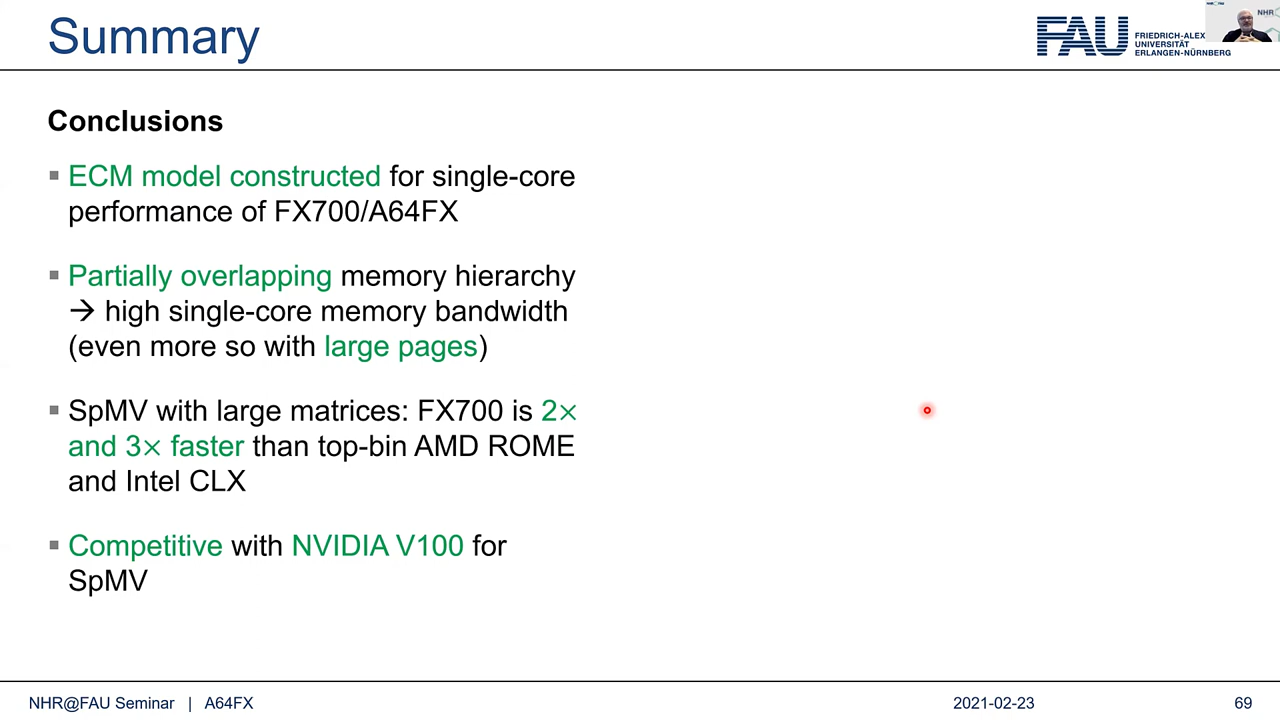 Summary
FAU
FRIEDRICH-ALEX
UNIVERSITÄT
ERLANGEN-NÜRNBERG
NHR
Conclusions
▪ ECM model constructed for single-core
performance of FX700/A64FX
▪ Partially overlapping memory hierarchy
→ high single-core memory bandwidth
(even more so with large pages)
▪ SpMV with large matrices: FX700 is 2×
and 3× faster than top-bin AMD ROME
and Intel CLX
▪ Competitive with NVIDIA V100 for
SpMV
NHR@FAU Seminar | A64FX
2021-02-23
69